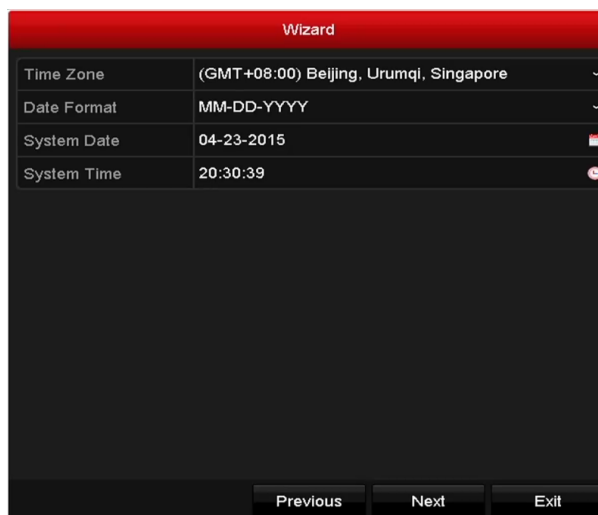 Wizard
Time Zone (GMT+08:00) Beijing, Urumqi, Singapore
Date Format MM-DD-YYYY
System Date 04-23-2015
System Time 20:30:39
Previous Next Exit